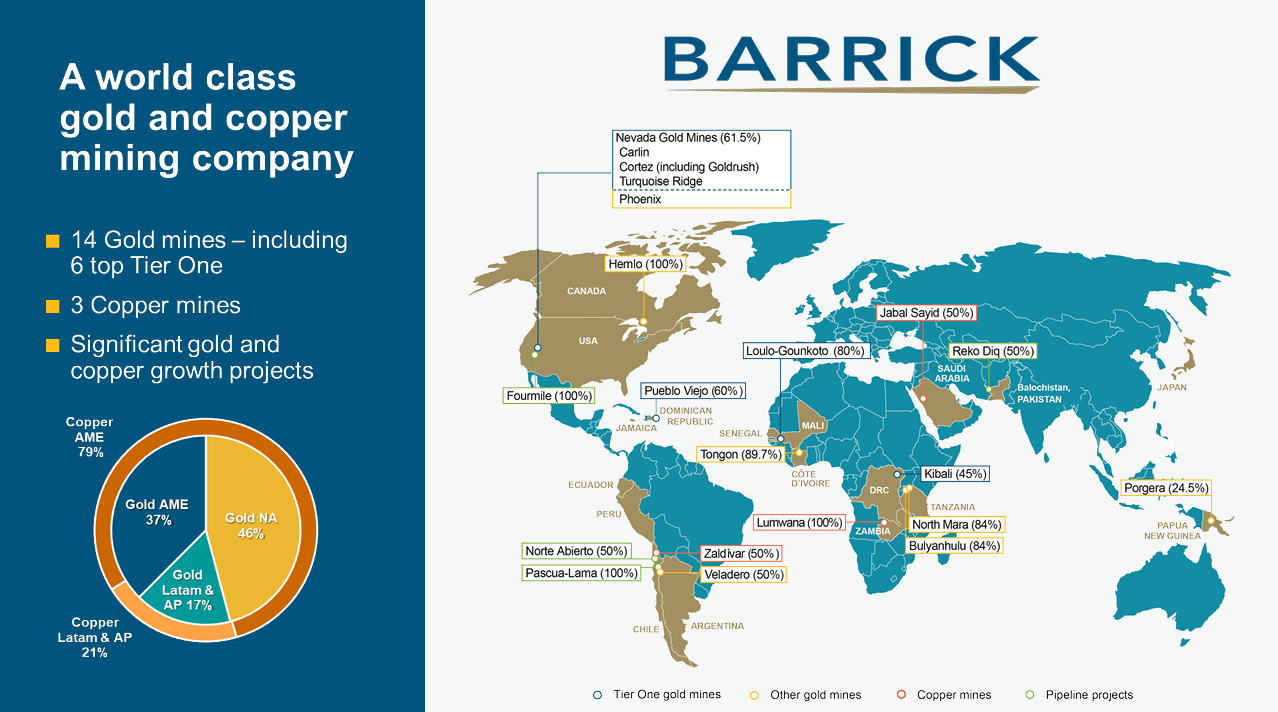 A world class
gold and copper
mining company
14 Gold mines – including
6 top Tier One
3 Copper mines
Significant gold and
copper growth projects
Copper
AME
79%
Gold AME
37%
Gold NA
46%
Gold
Latam &
AP 17%
Copper
Latam & AP
21%
BARRICK
Nevada Gold Mines (61.5%)
Carlin
Cortez (including Goldrush)
Turquoise Ridge
Phoenix
Hemlo (100%)
CANADA
USA
Jabal Sayid (50%)
Loulo-Gounkoto (80%)
Reko Diq (50%)
SAUDI
ARABIA
Balochistan,
PAKISTAN
JAPAN
Fourmile (100%)
Pueblo Viejo (60%)
DOMINICAN
REPUBLIC
JAMAICA
SENEGAL
MALI
Tongon (89.7%)
CÔTE
D'IVOIRE
Kibali (45%)
ECUADOR
DRC
Porgera (24.5%)
PERU
TANZANIA
Lumwana (100%)
ZAMBIA
North Mara (84%)
PAPUA
NEW GUINEA
Bulyanhulu (84%)
Norte Abierto (50%)
Zaldívar (50%)
Pascua-Lama (100%)
Veladero (50%)
CHILE
ARGENTINA
Tier One gold mines
Other gold mines
Copper mines
Pipeline projects